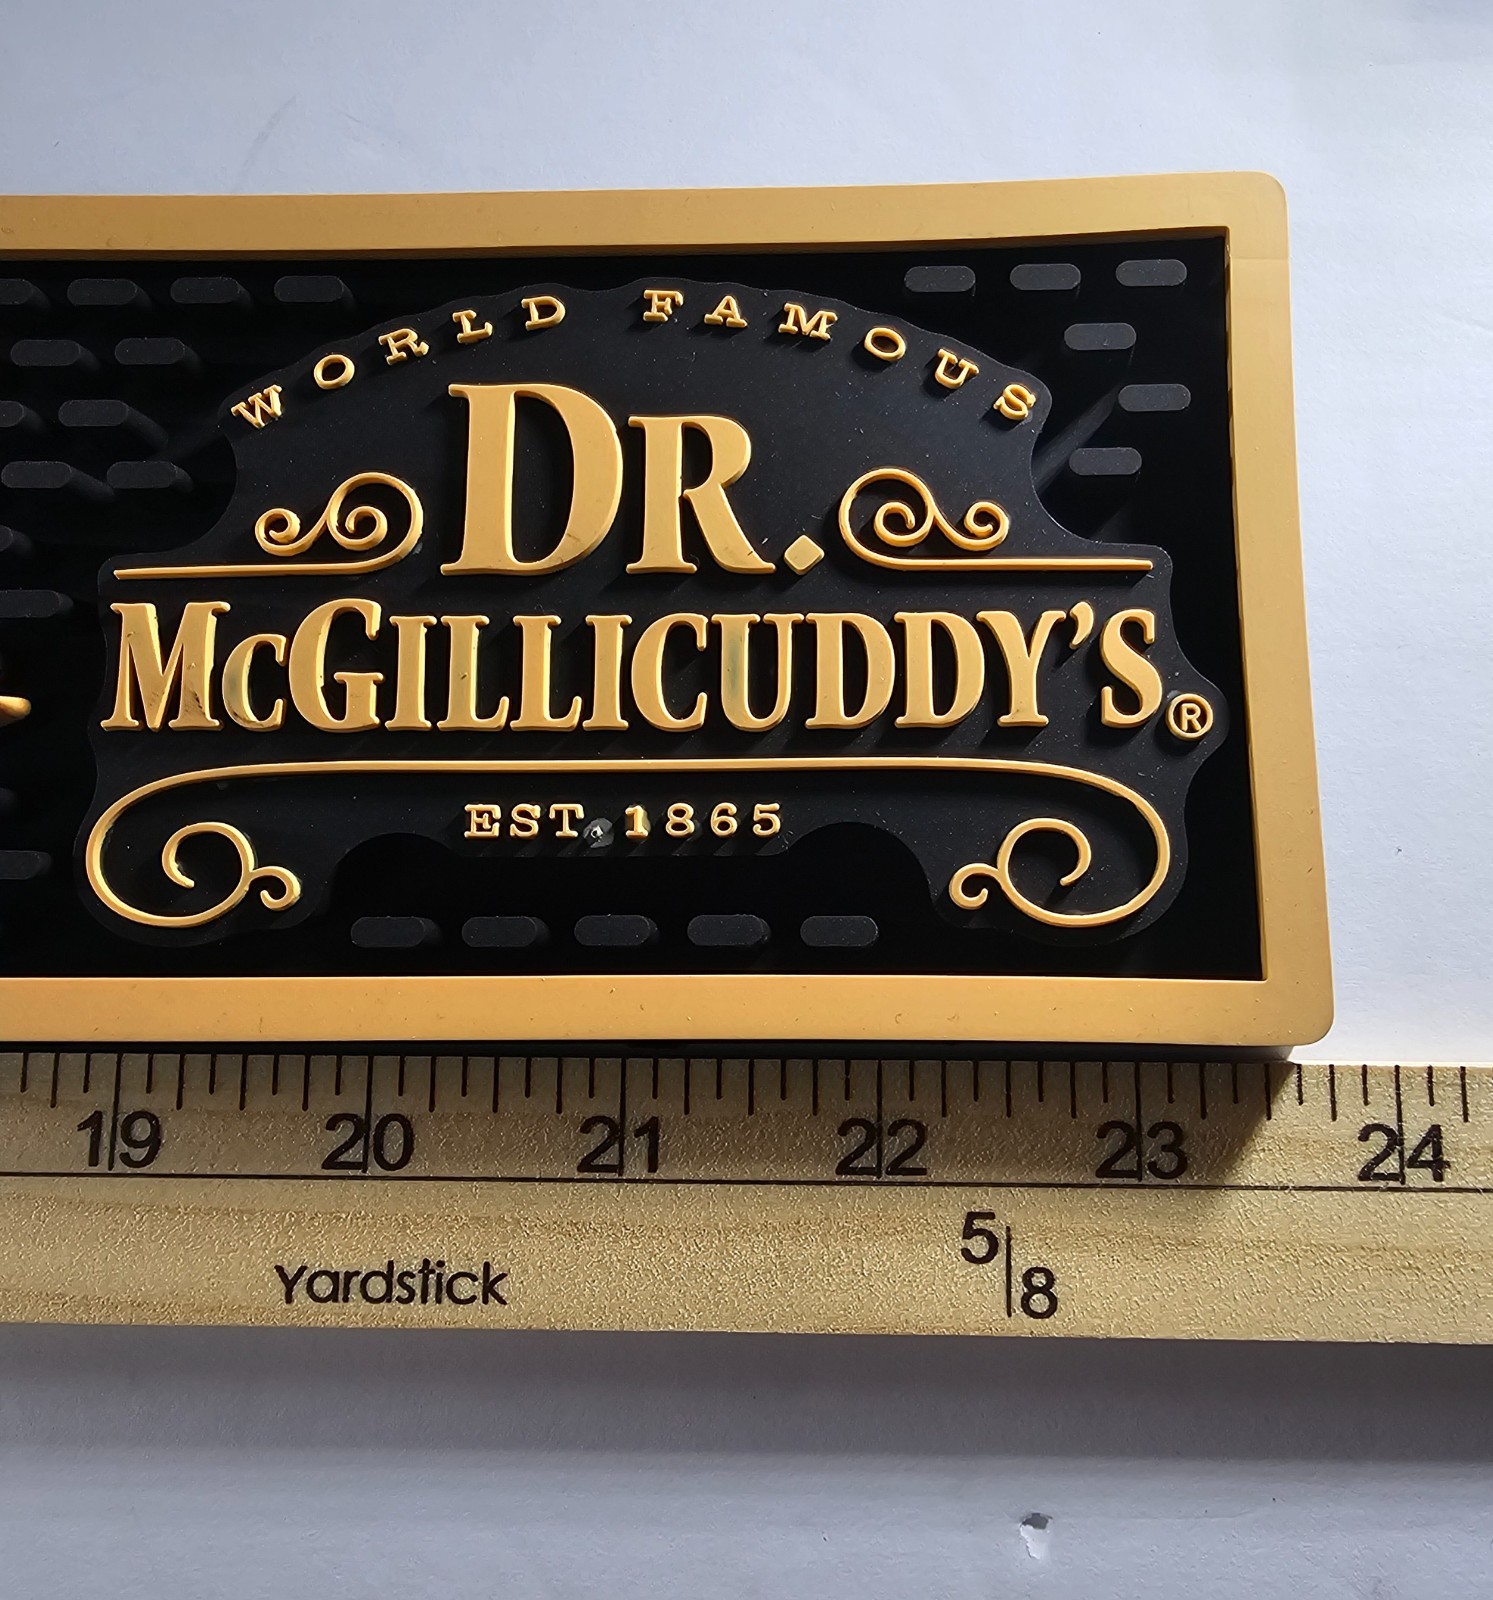 WORLD FAMOUS
DR.
MCGILLICUDDY'S®
EST. 1865
19 20 21 22 23 24
Yardstick
5/8